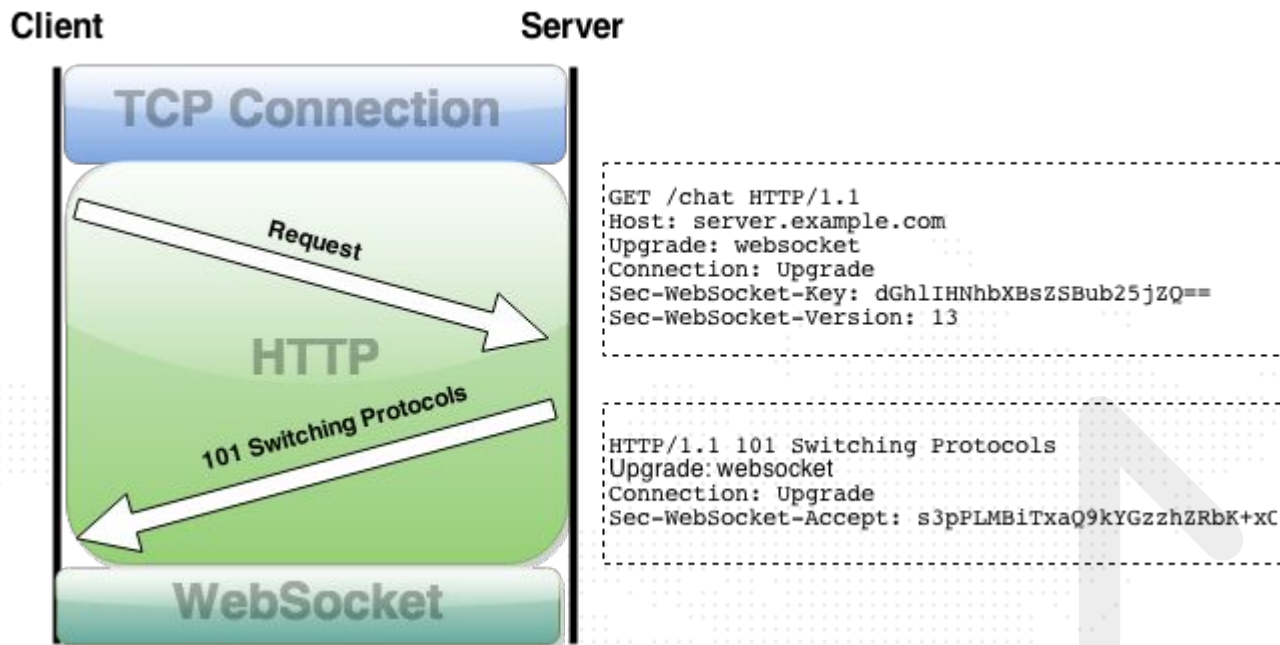 Client
Server
TCP Connection
Request
HTTP
101 Switching Protocols
WebSocket
GET /chat HTTP/1.1
Host: server.example.com
Upgrade: websocket
Connection: Upgrade
Sec-WebSocket-Key: dGhlIHNhbXBsZSBub25jZQ==
Sec-WebSocket-Version: 13
HTTP/1.1 101 Switching Protocols
Upgrade: websocket
Connection: Upgrade
Sec-WebSocket-Accept: s3pPLMBiTxaQ9kYGzzhZRbK+xO